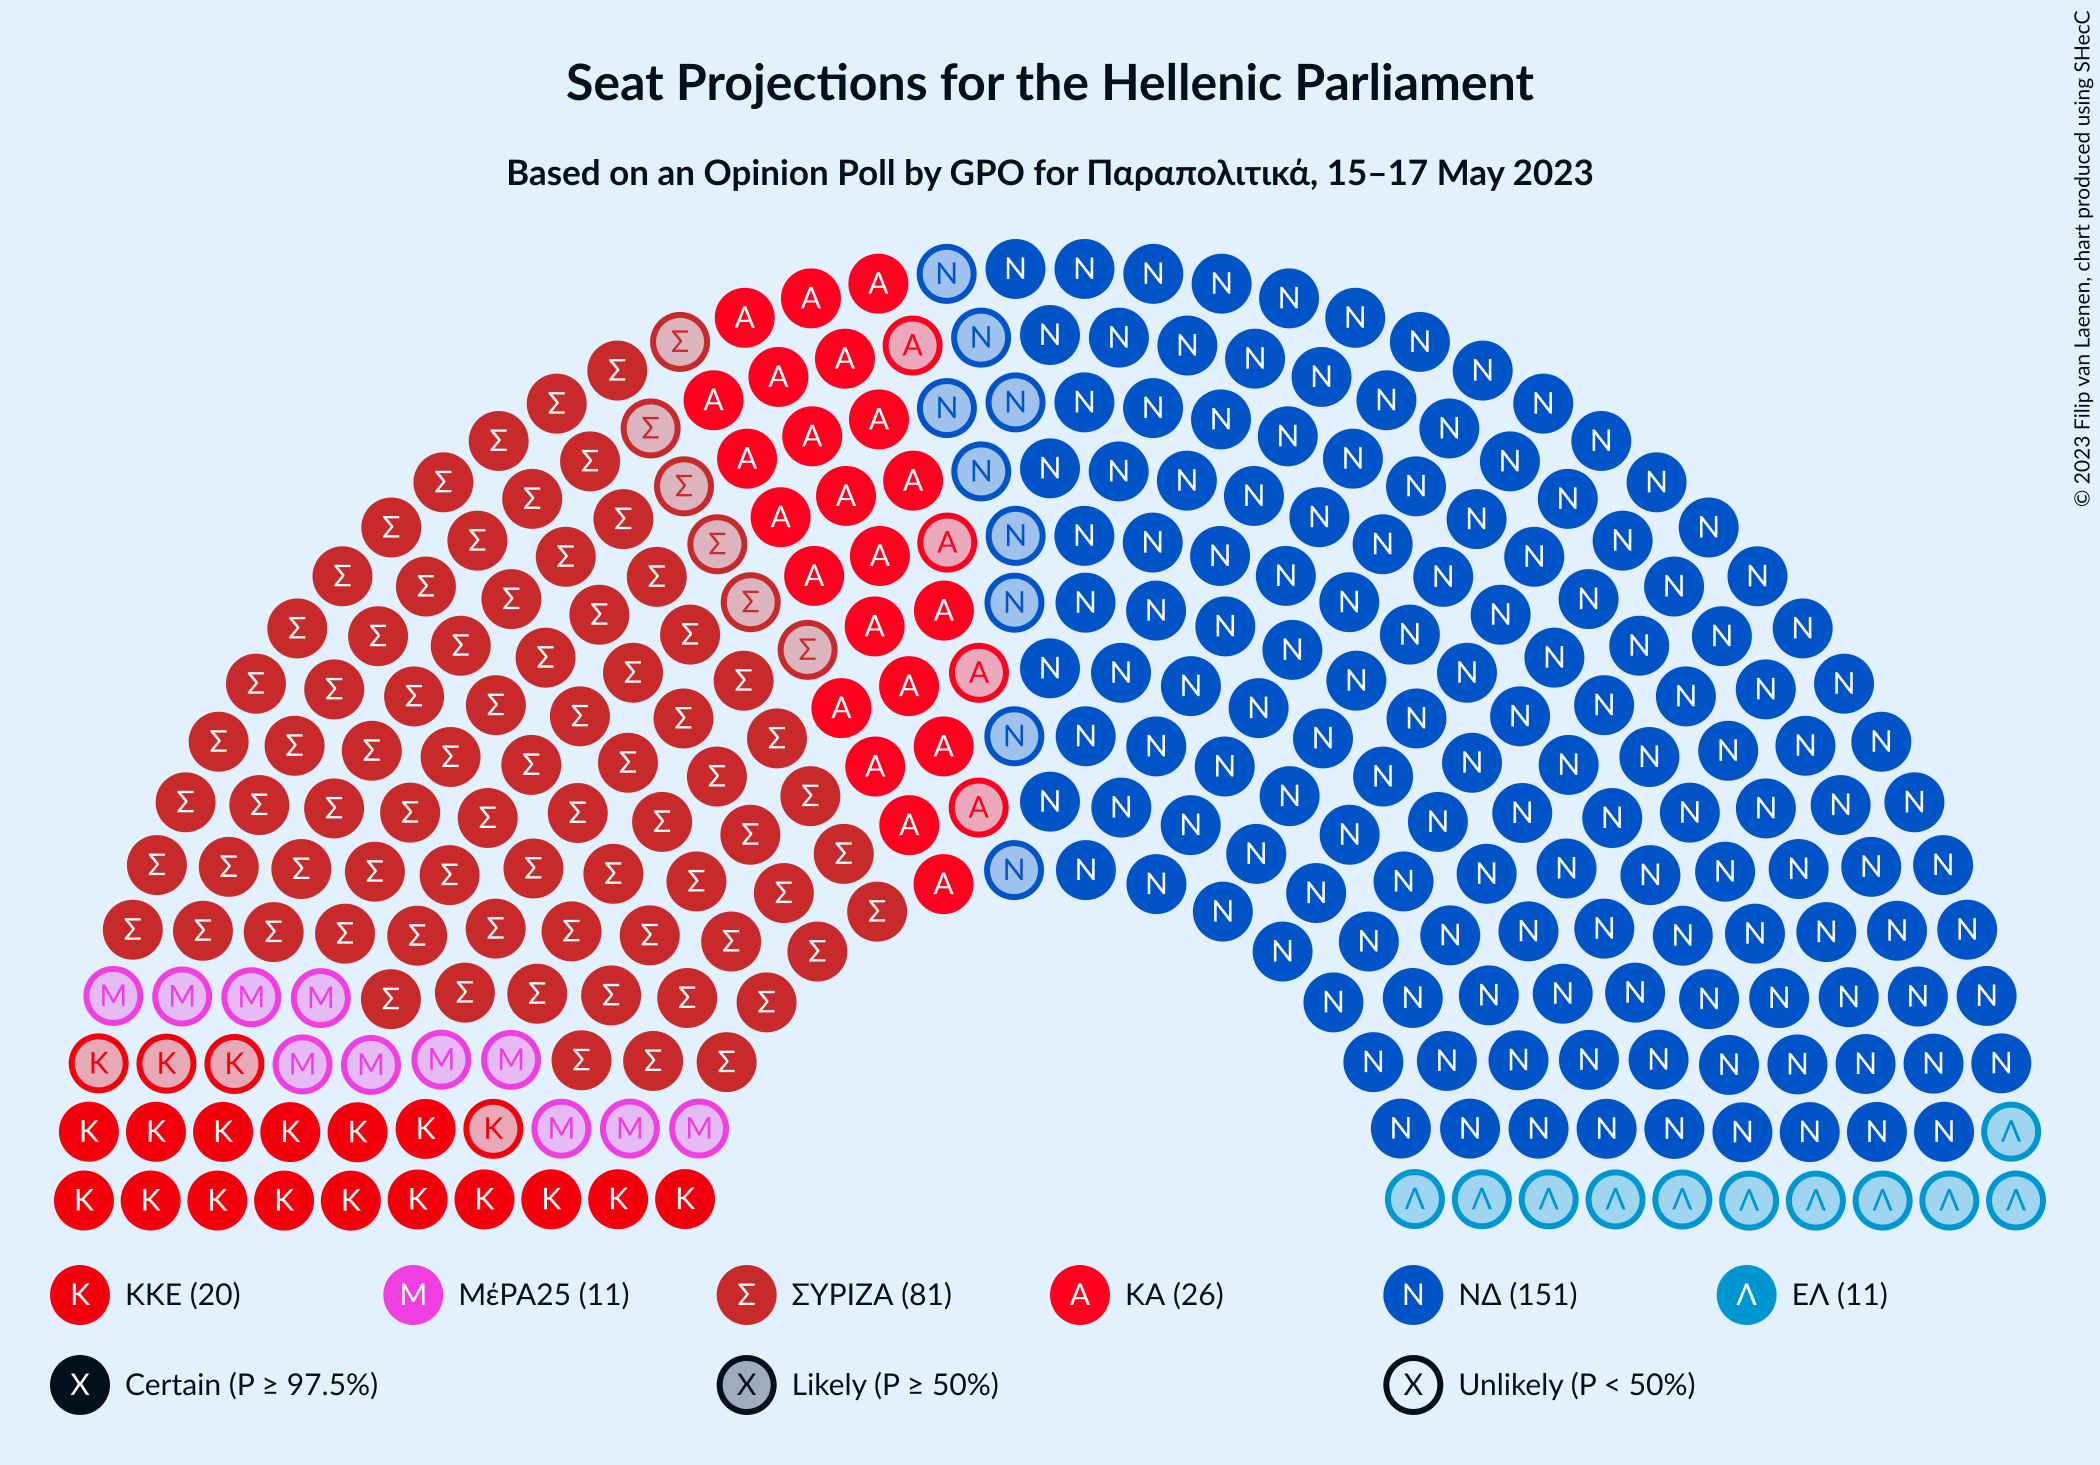 Seat Projections for the Hellenic Parliament
Based on an Opinion Poll by GPO for Παραπολιτικά, 15–17 May 2023
© 2023 Filip van Laenen, chart produced using SHecC
Κ ΚΚΕ (20)
Μ ΜέΡΑ25 (11)
Σ ΣΥΡΙΖΑ (81)
Α ΚΑ (26)
Ν ΝΔ (151)
Λ ΕΛ (11)
X Certain (P ≥ 97.5%)
X Likely (P ≥ 50%)
X Unlikely (P < 50%)